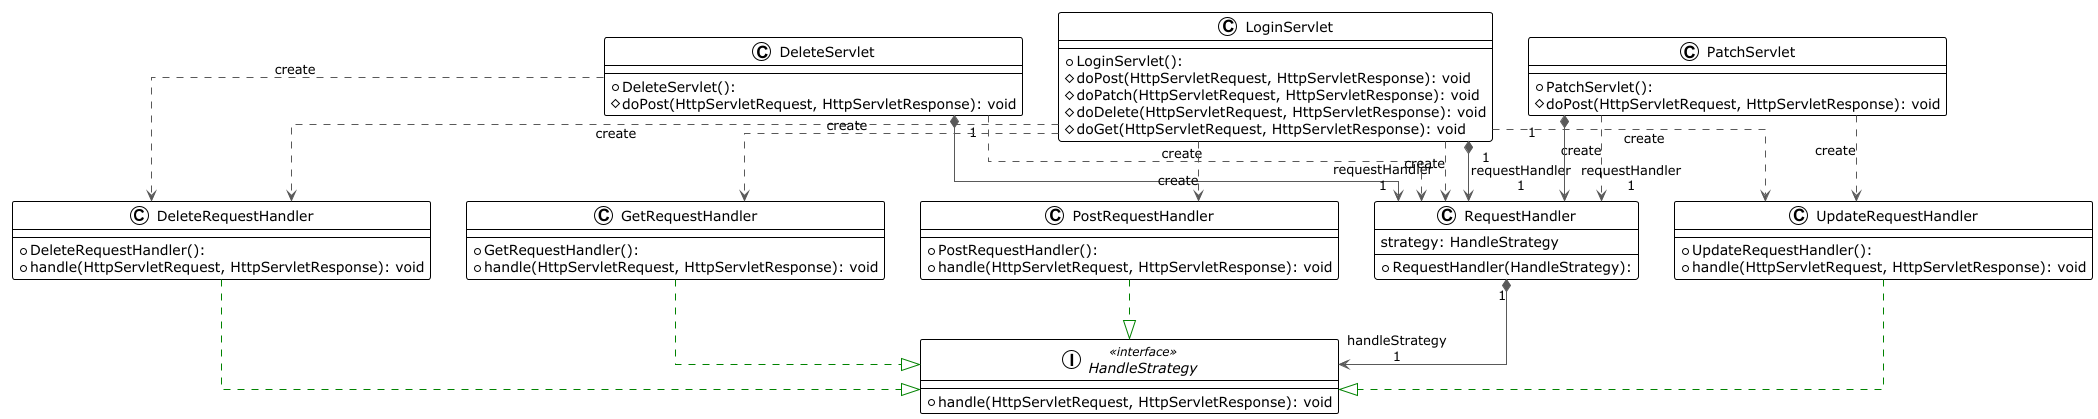 C LoginServlet
LoginServlet():
doPost(HttpServletRequest, HttpServletResponse): void
doPatch(HttpServletRequest, HttpServletResponse): void
doDelete(HttpServletRequest, HttpServletResponse): void
doGet(HttpServletRequest, HttpServletResponse): void
C DeleteServlet
DeleteServlet():
doPost(HttpServletRequest, HttpServletResponse): void
C PatchServlet
PatchServlet():
doPost(HttpServletRequest, HttpServletResponse): void
create
create
create
1
create
create
create
1
requestHandler
1
1
requestHandler
1
create
create
requestHandler
1
create
C DeleteRequestHandler
DeleteRequestHandler():
handle(HttpServletRequest, HttpServletResponse): void
C GetRequestHandler
GetRequestHandler():
handle(HttpServletRequest, HttpServletResponse): void
C PostRequestHandler
PostRequestHandler():
handle(HttpServletRequest, HttpServletResponse): void
C RequestHandler
strategy: HandleStrategy
RequestHandler(HandleStrategy):
C UpdateRequestHandler
UpdateRequestHandler():
handle(HttpServletRequest, HttpServletResponse): void
1
handleStrategy
1
«interface»
I HandleStrategy
handle(HttpServletRequest, HttpServletResponse): void